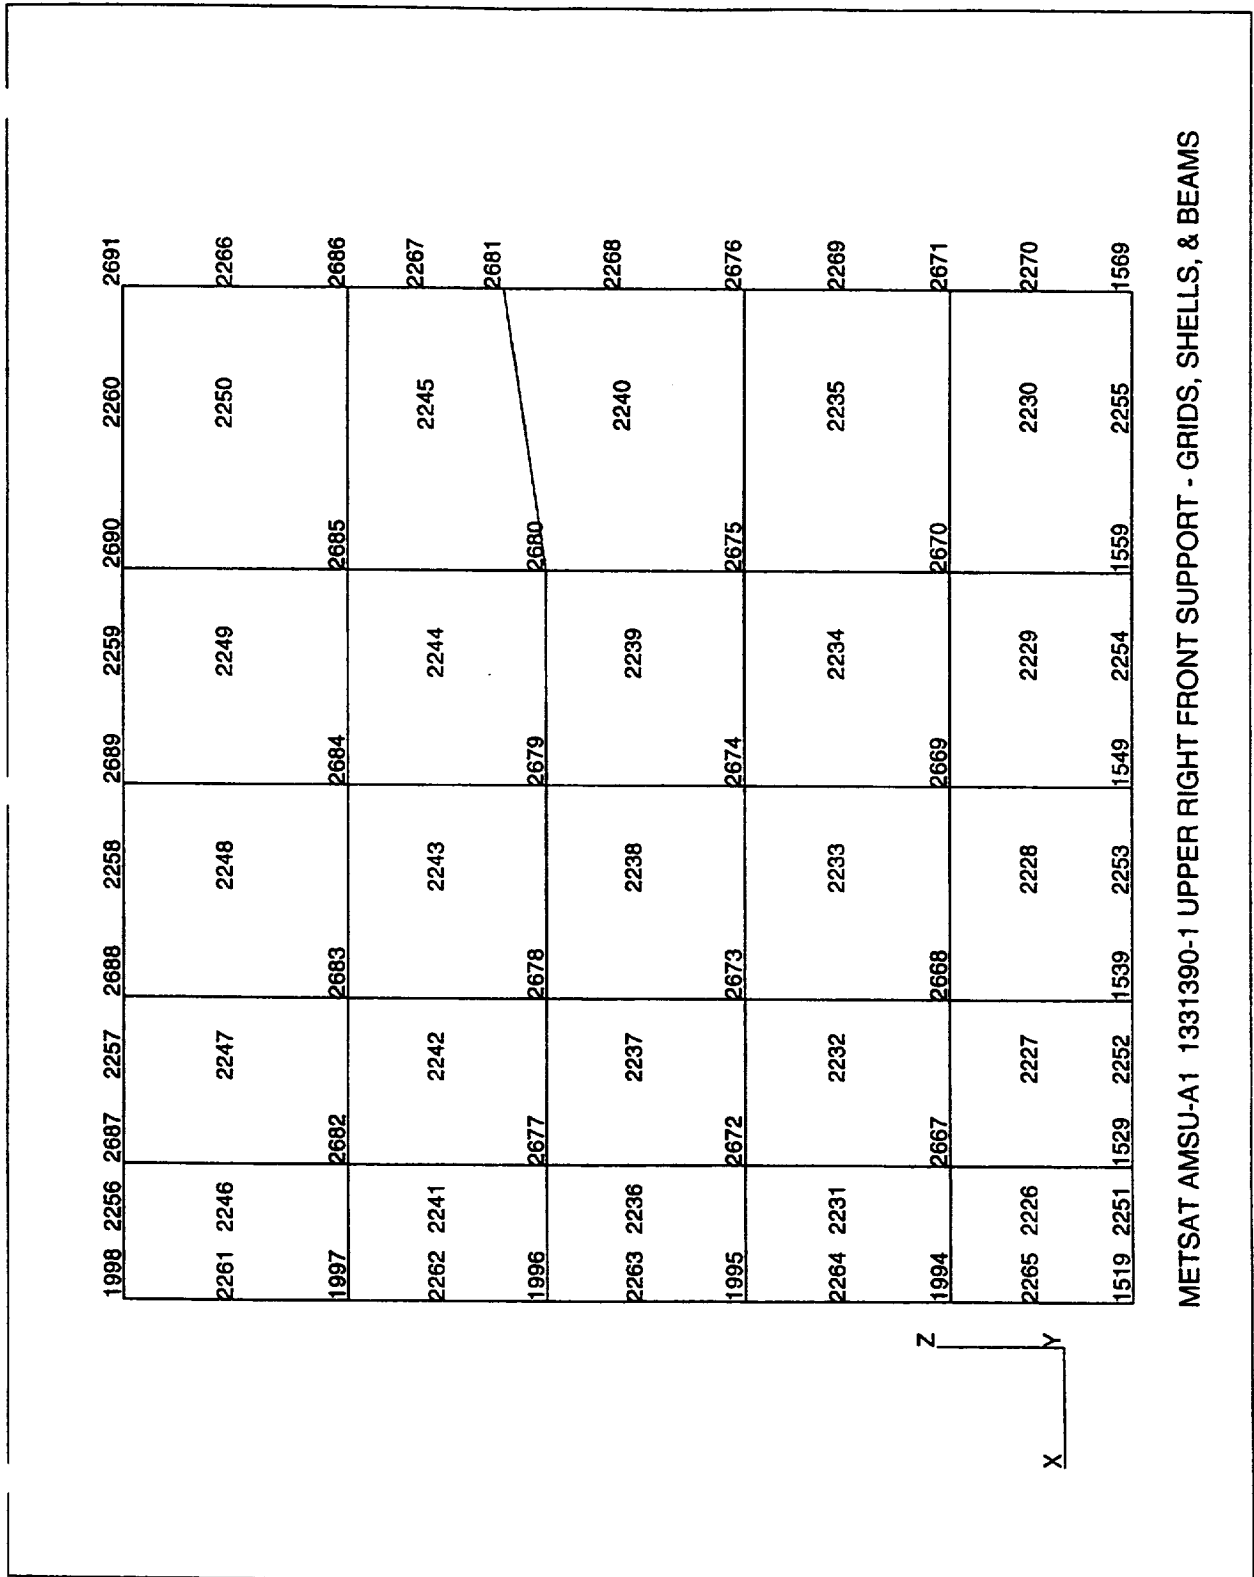 1998 2256 2687 2257 2688 2258 2689 2259 2690 2260 2691
2261 2246 2247 2248 2249 2250 2266
1997 2682 2683 2684 2685 2686
2262 2241 2242 2243 2244 2245 2267
1996 2677 2678 2679 2680 2681
2263 2236 2237 2238 2239 2240 2268
1995 2672 2673 2674 2675 2676
2264 2231 2232 2233 2234 2235 2269
Z
1994 2667 2668 2669 2670 2671
2265 2226 2227 2228 2229 2230 2270
X Y
1519 2251 1529 2252 1539 2253 1549 2254 1559 2255 1569
METSAT AMSU-A1 1331390-1 UPPER RIGHT FRONT SUPPORT - GRIDS, SHELLS, & BEAMS